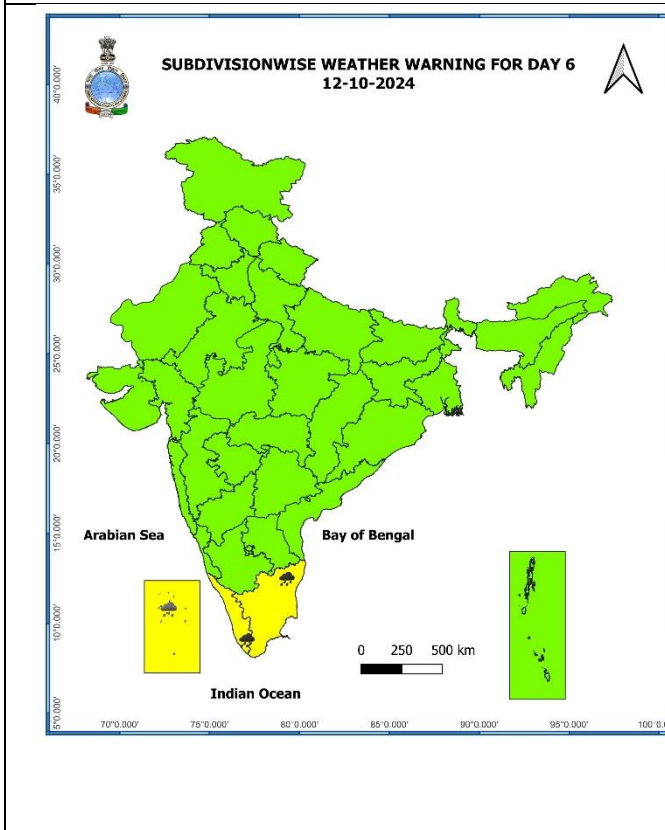 SUBDIVISIONWISE WEATHER WARNING FOR DAY 6
12-10-2024
40°0.000'
35°0.000'
30°0.000'
25°0.000'
20°0.000'
15°0.000'
10°0.000'
5°0.000'
Arabian Sea
Bay of Bengal
0 250 500 km
Indian Ocean
70°0.000' 75°0.000' 80°0.000' 85°0.000' 90°0.000' 95°0.000' 100°0.0